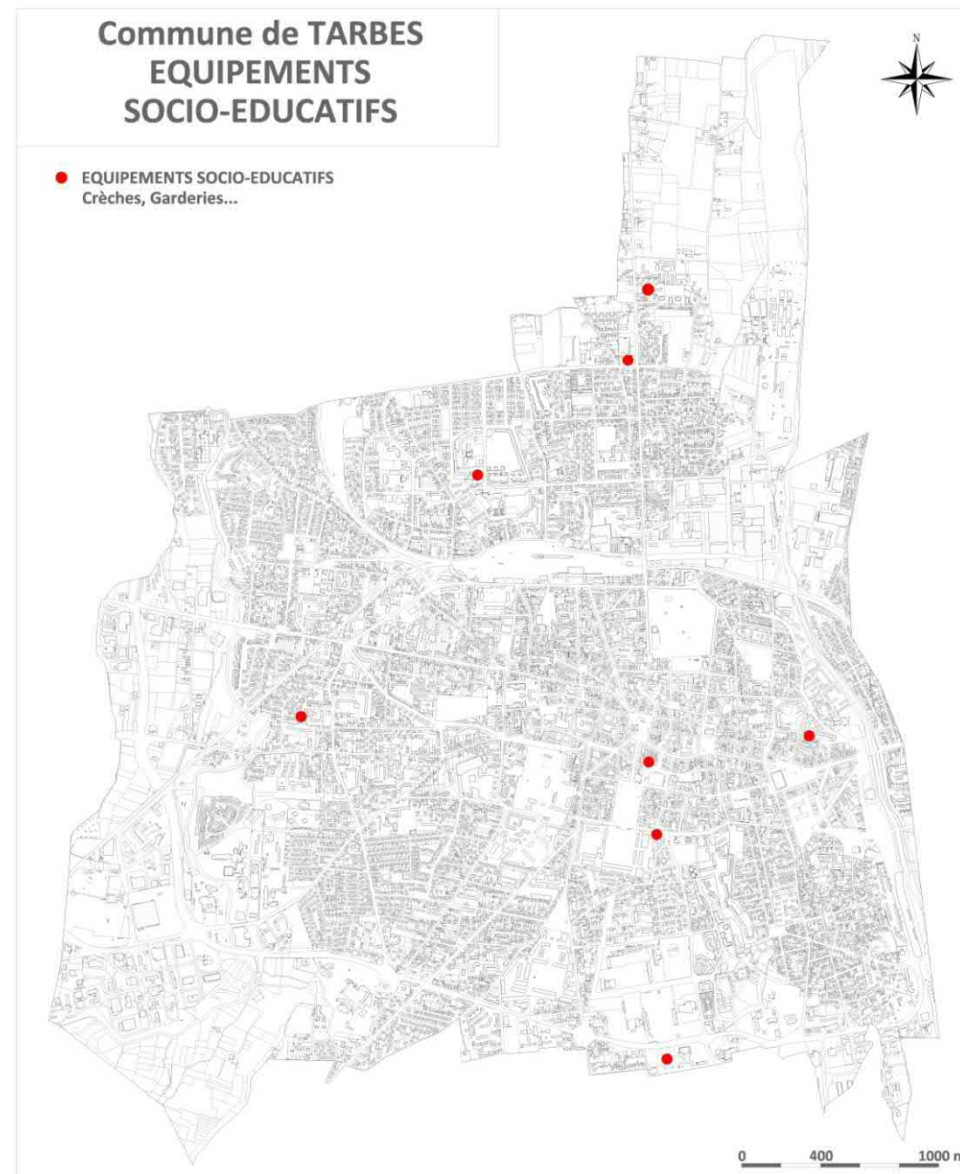 Commune de TARBES
EQUIPEMENTS
SOCIO-EDUCATIFS
N
EQUIPEMENTS SOCIO-EDUCATIFS
Crèches, Garderies...
0 400 1000 m